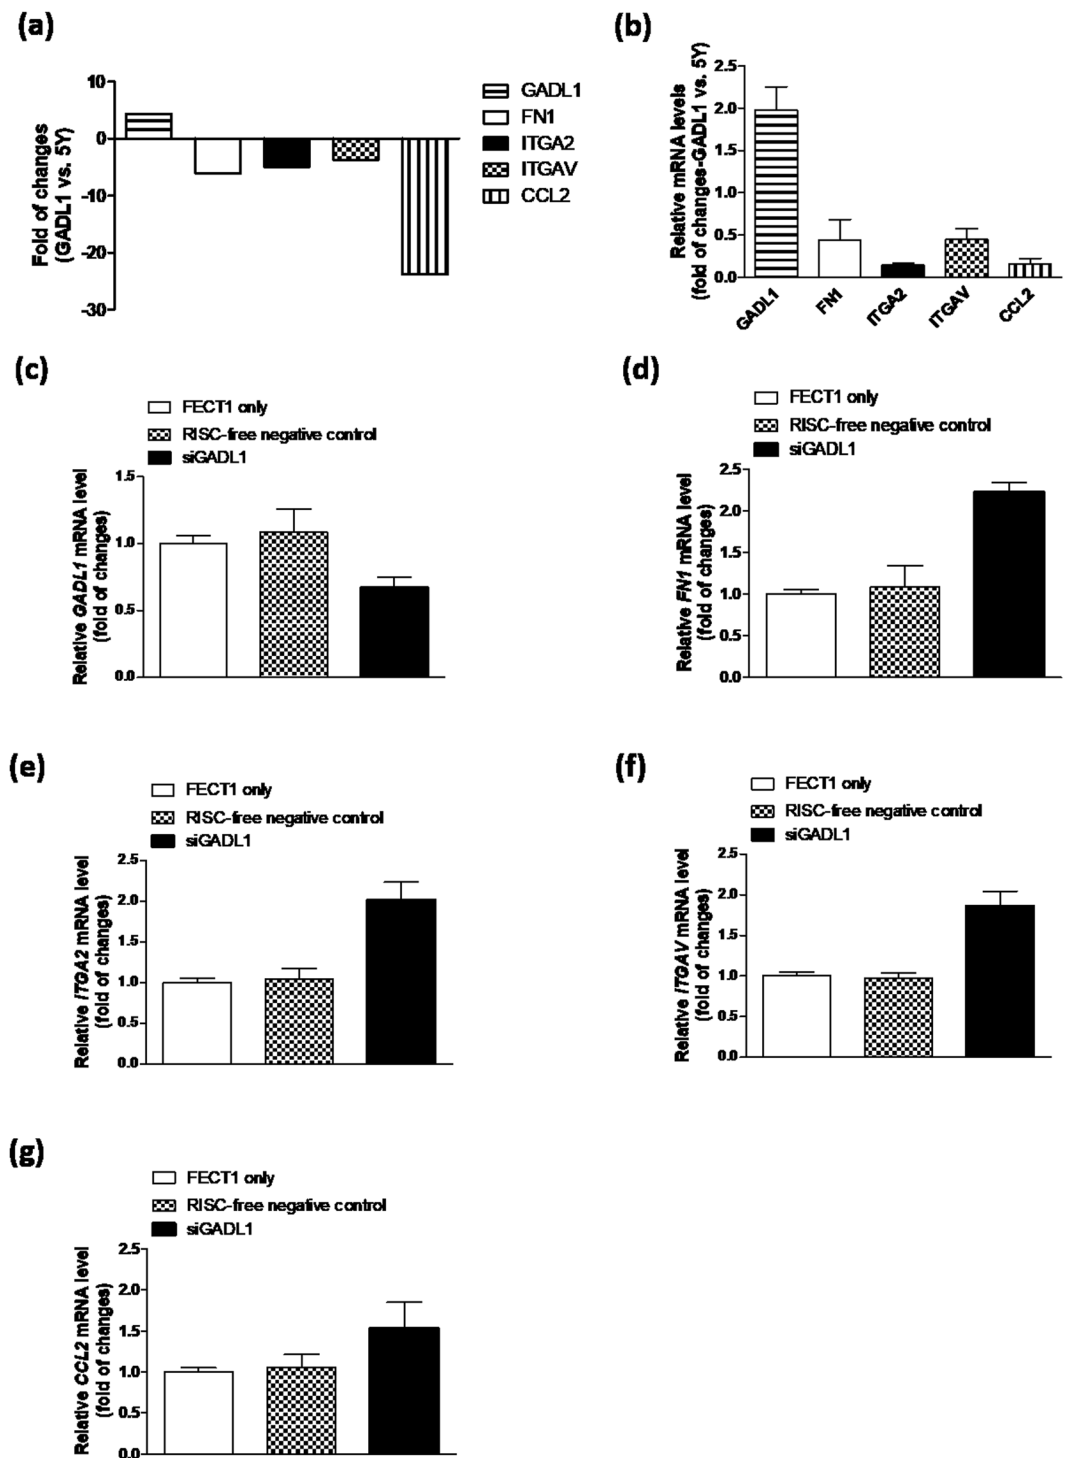 (a)
10
0
-10
-20
-30
Fold of changes
(GADL1 vs. 5Y)
GADL1
FN1
ITGA2
ITGAV
CCL2
(b)
Relative mRNA levels
(fold of changes-GADL1 vs. 5Y)
2.5
2.0
1.5
1.0
0.5
0.0
GADL1
FN1
ITGA2
ITGAV
CCL2
(c)
FECT1 only
RISC-free negative control
siGADL1
Relative GADL1 mRNA level
(fold of changes)
1.5
1.0
0.5
0.0
(d)
FECT1 only
RISC-free negative control
siGADL1
Relative FN1 mRNA level
(fold of changes)
2.5
2.0
1.5
1.0
0.5
0.0
(e)
FECT1 only
RISC-free negative control
siGADL1
Relative ITGA2 mRNA level
(fold of changes)
2.5
2.0
1.5
1.0
0.5
0.0
(f)
FECT1 only
RISC-free negative control
siGADL1
Relative ITGAV mRNA level
(fold of changes)
2.5
2.0
1.5
1.0
0.5
0.0
(g)
FECT1 only
RISC-free negative control
siGADL1
Relative CCL2 mRNA level
(fold of changes)
2.5
2.0
1.5
1.0
0.5
0.0